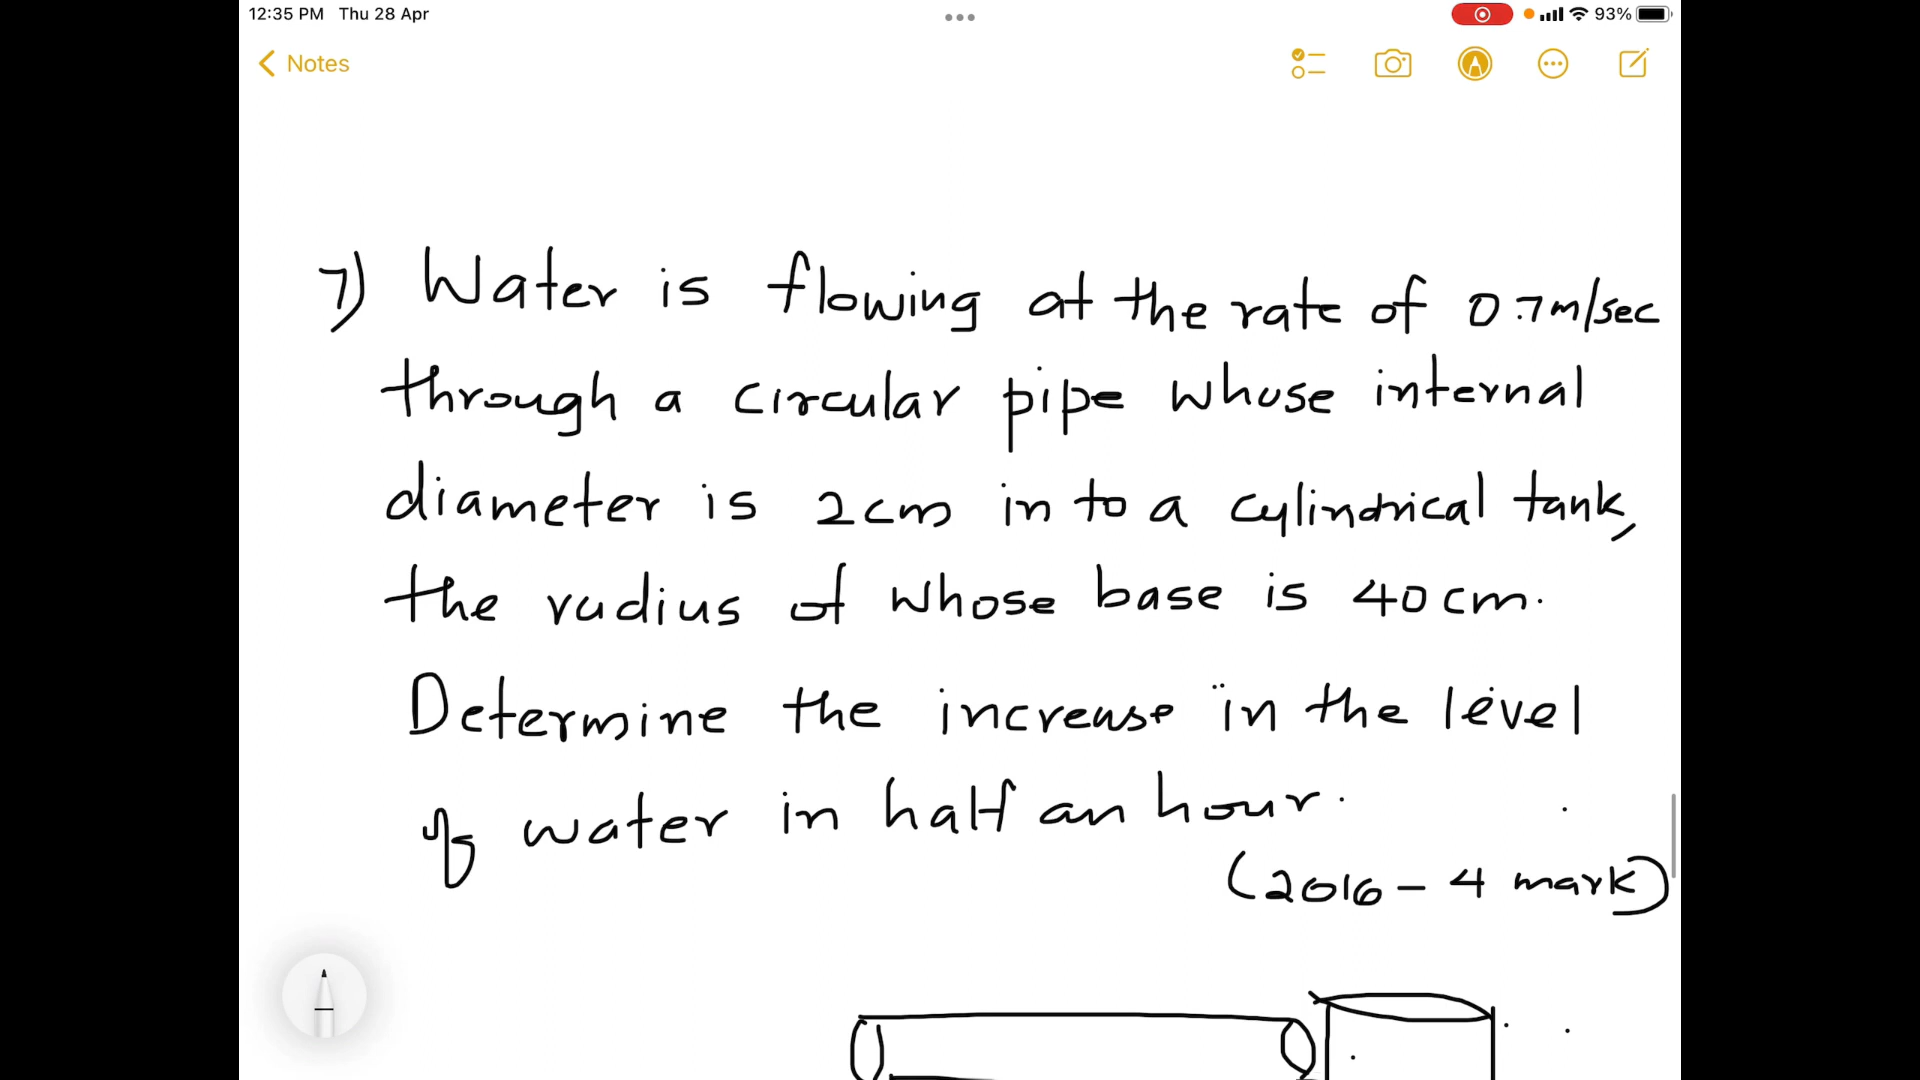 12:35 PM Thu 28 Apr
93%
Notes
7) Water is flowing at the rate of 0.7m/sec
through a circular pipe whose internal
diameter is 2cm in to a cylindrical tank,
the radius of whose base is 40cm.
Determine the increase in the level
of water in half an hour.
(2016 - 4 mark)